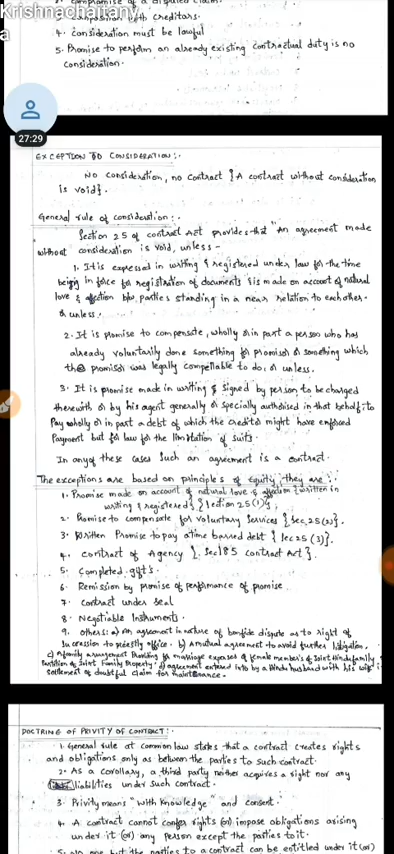 Krishnachaitany
a
composition with creditors.
4. consideration must be lawful
5. Promise to perform an already existing contractual duty is no
consideration.
27:29
EXCEPTION TO CONSIDERATION :-
No consideration, no contract { A contract without consideration
is void}.
General rule of consideration :-
Section 25 of contract Act provides that "An agreement made
without consideration is void, unless -
1. It is expressed in writing & registered under law for the time
being in force for registration of documents & is made on account of natural
love & affection b/w parties standing in a near relation to each other.
& unless.
2. It is promise to compensate, wholly or in part a person who has
already voluntarily done something for promisor or something which
the promisor was legally compellable to do, or unless.
3. It is promise made in writing & signed by person to be charged
therewith or by his agent generally or specially authorised in that behalf, to
Pay wholly or in part a debt of which the creditor might have enforced
Payment but for law for the limitation of suits.
In any of these cases such an agreement is a contract.
The exceptions are based on principles of equity, they are :-
1. Promise made on account of natural love & affection { written in
writing & registered } { section 25(1)}.
2. Promise to compensate for voluntary services { sec.25(2)}.
3. Written Promise to pay a time barred debt { sec 25(3)}.
4. contract of Agency { sec 185 contract Act }.
5. completed gifts.
6. Remission by promisee of performance of promise.
7. contract under seal
8. Negotiable Instruments.
9. others: a) An agreement in nature of bonafide dispute as to right of
succession to priestly office. b) A mutual agreement to avoid further litigation.
c) A family arrangement Providing for marriage expenses of female members of Joint Hindu family
Partition of Joint Family Property. d) agreement entered into by a Hindu husband with his wife in
settlement of doubtful claim for maintenance.
DOCTRINE OF PRIVITY OF CONTRACT :-
1. General rule at common law states that a contract creates rights
and obligations only as between the parties to such contract.
2. As a corollary, a third party neither acquires a right nor any
liabilities under such contract.
3. Privity means "with knowledge" and consent.
4. A contract cannot confer rights (or) impose obligations arising
under it (or) any person except the parties to it.
5. No one but the parties to a contract can be entitled under it (or)